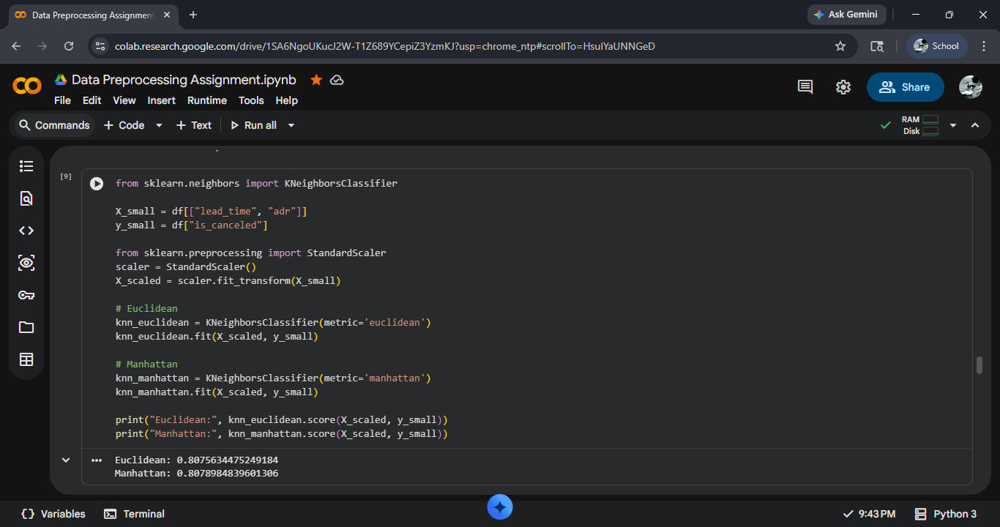 Data Preprocessing Assignment
Ask Gemini
colab.research.google.com/drive/1SA6NgoUKucJ2W-T1Z689YCepiZ3YzmKJ?usp=chrome_ntp#scrollTo=HsulYaUNNGeD
School
Data Preprocessing Assignment.ipynb
File Edit View Insert Runtime Tools Help
Share
Commands + Code + Text Run all
RAM
Disk
[9]
from sklearn.neighbors import KNeighborsClassifier
X_small = df[["lead_time", "adr"]]
y_small = df["is_canceled"]
from sklearn.preprocessing import StandardScaler
scaler = StandardScaler()
X_scaled = scaler.fit_transform(X_small)
# Euclidean
knn_euclidean = KNeighborsClassifier(metric='euclidean')
knn_euclidean.fit(X_scaled, y_small)
# Manhattan
knn_manhattan = KNeighborsClassifier(metric='manhattan')
knn_manhattan.fit(X_scaled, y_small)
print("Euclidean:", knn_euclidean.score(X_scaled, y_small))
print("Manhattan:", knn_manhattan.score(X_scaled, y_small))
Euclidean: 0.8075634475249184
Manhattan: 0.8078984839601306
Variables Terminal
9:43 PM Python 3